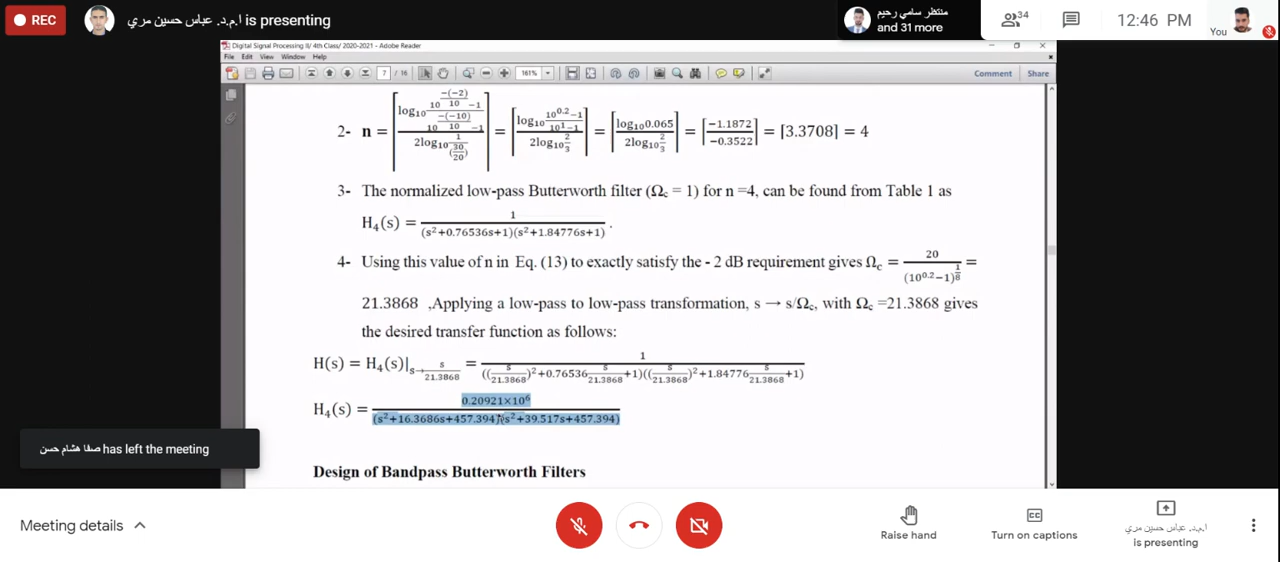 REC
ا.م.د. عباس حسين مري is presenting
منتظر سامي رحيم
and 31 more
34
12:46 PM
You
Digital Signal Processing II/ 4th Class/ 2020-2021 - Adobe Reader
File Edit View Window Help
7 / 16 161% Comment Share
2- n = ⌈log₁₀((10^(-(-2)/10) -1)/(10^(-(-10)/10) -1)) / 2log₁₀(1/(30/20))⌉ = ⌈log₁₀((10^0.2 -1)/(10^1 -1)) / 2log₁₀(2/3)⌉ = ⌈log₁₀0.065 / 2log₁₀(2/3)⌉ = ⌈-1.1872 / -0.3522⌉ = ⌈3.3708⌉ = 4
3- The normalized low-pass Butterworth filter (Ωc = 1) for n =4, can be found from Table 1 as
H₄(s) = 1/((s²+0.76536s+1)(s²+1.84776s+1)) .
4- Using this value of n in Eq. (13) to exactly satisfy the - 2 dB requirement gives Ωc = 20/(10^0.2−1)^(1/8) =
21.3868 ,Applying a low-pass to low-pass transformation, s → s/Ωc, with Ωc =21.3868 gives
the desired transfer function as follows:
H(s) = H₄(s)|s→s/21.3868 = 1/(((s/21.3868)²+0.76536 s/21.3868 +1)((s/21.3868)²+1.84776 s/21.3868 +1))
H₄(s) = 0.20921×10⁶/((s²+16.3686s+457.394)(s²+39.517s+457.394))
صفا هشام حسن has left the meeting
Design of Bandpass Butterworth Filters
Meeting details
Raise hand
Turn on captions
ا.م.د. عباس حسين مري
is presenting